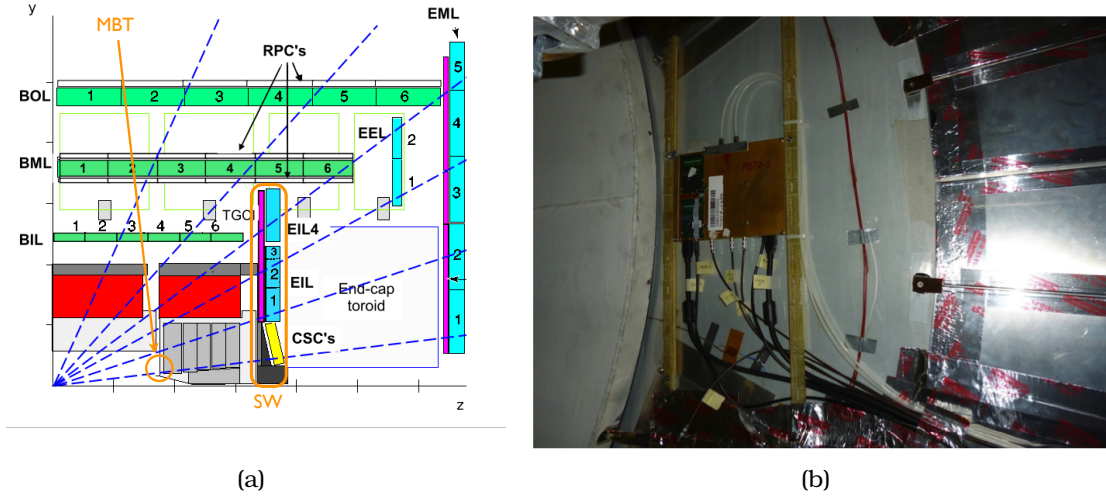 y
MBT
EML
RPC's
5
BOL
1 2 3 4 5 6
4
EEL
2
BML
1 2 3 4 5 6
1
3
TGC
1 2 3 4 5 6
EIL4
BIL
3
2
EIL
2
End-cap
toroid
1
1
CSC's
SW
z
MBT0-3
(a)
(b)